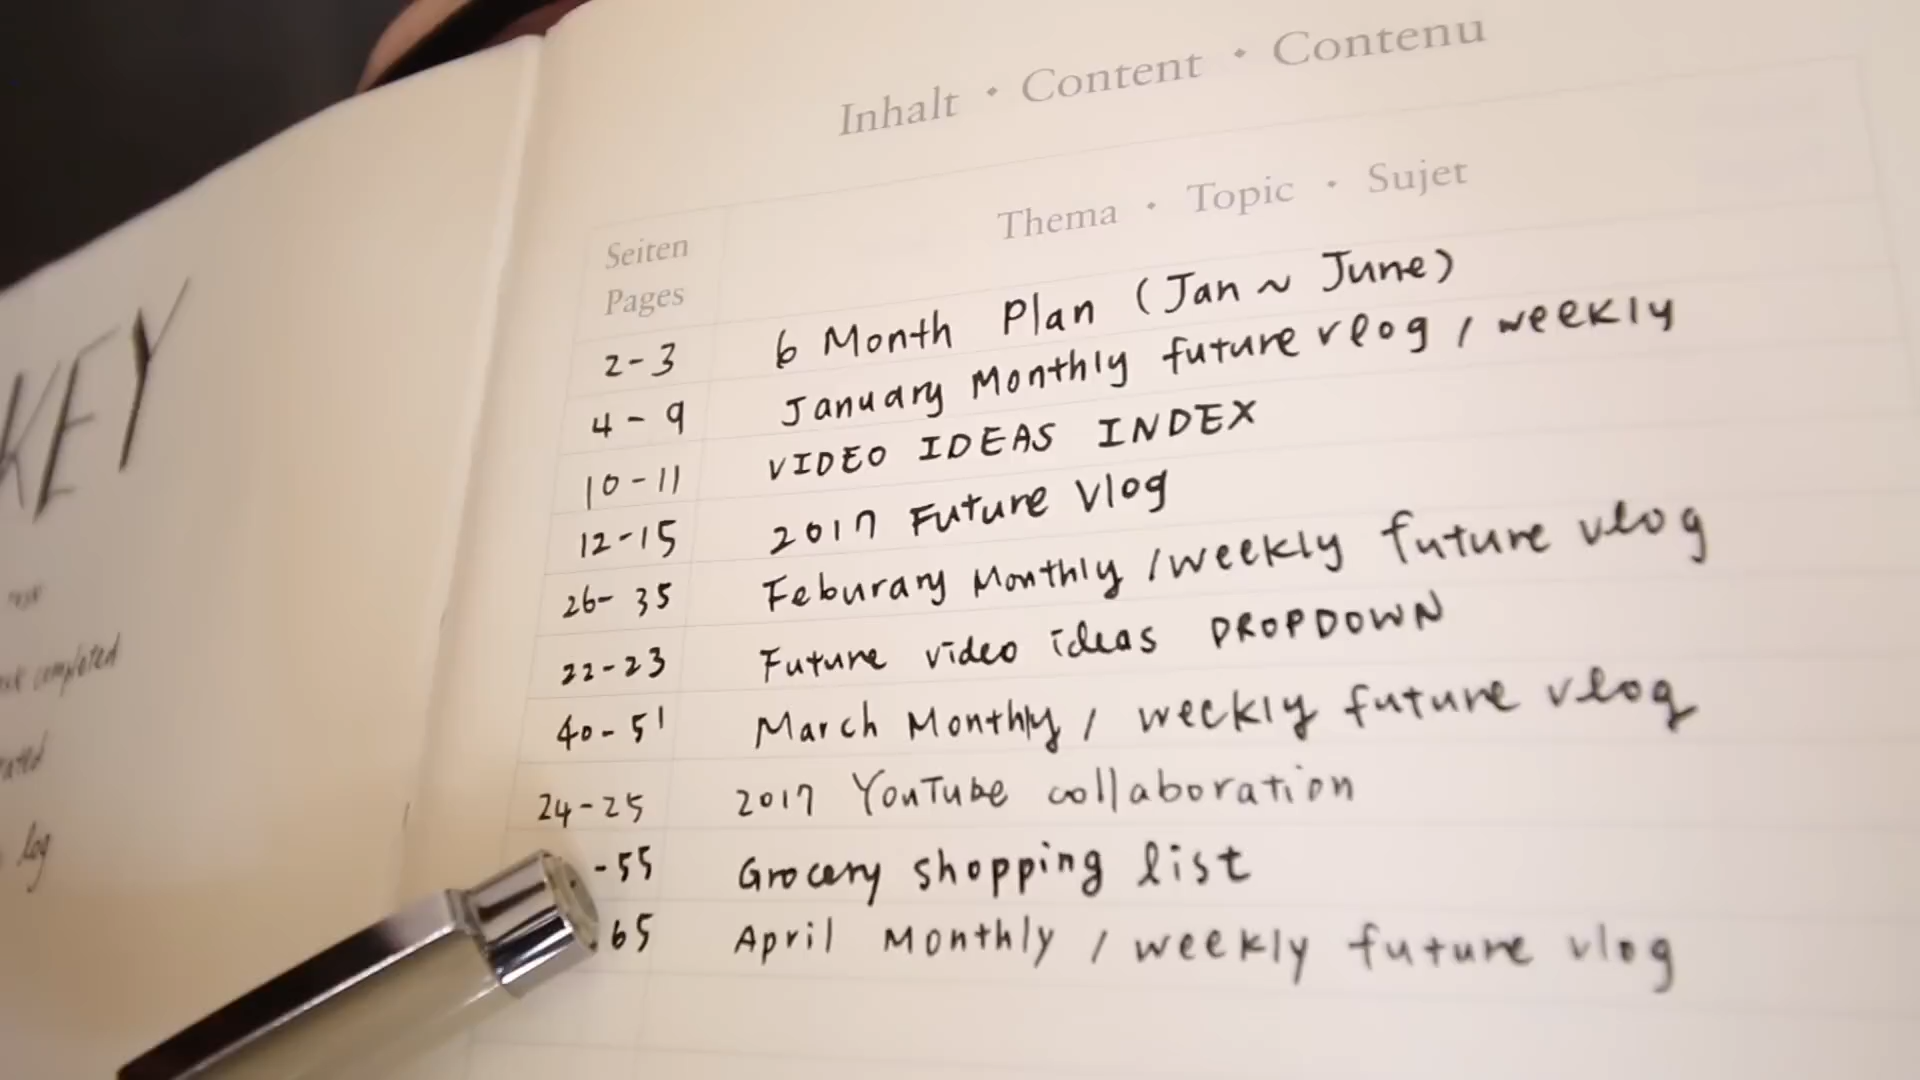 KEY
completed
log
Inhalt • Content • Contenu
Seiten
Pages
Thema • Topic • Sujet
2-3 6 Month Plan (Jan ~ June)
4-9 January Monthly future vlog / weekly
10-11 VIDEO IDEAS INDEX
12-15 2017 Future Vlog
26-35 Feburary Monthly / weekly future vlog
22-23 Future video ideas DROPDOWN
40-51 March Monthly / weekly future vlog
24-25 2017 YouTube collaboration
-55 Grocery shopping list
65 April Monthly / weekly future vlog